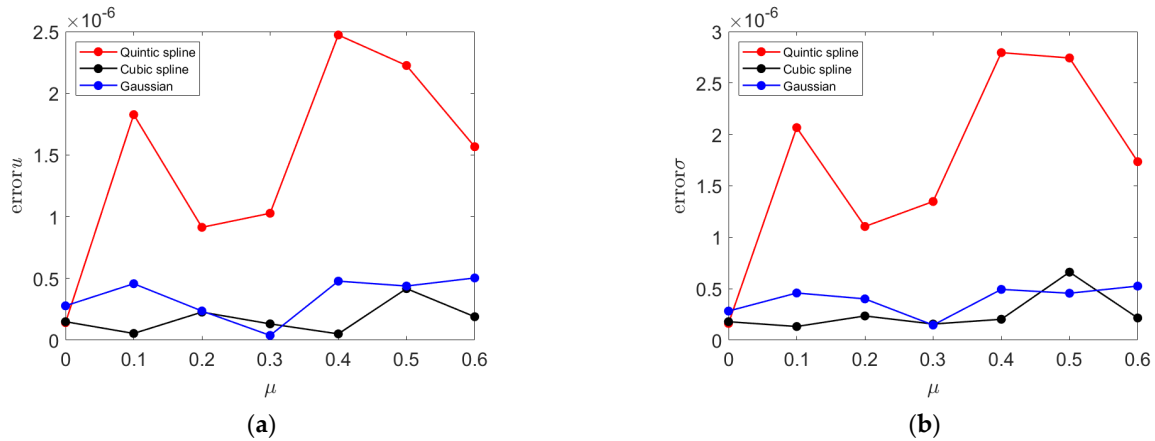 ×10^-6
2.5
2
1.5
1
0.5
0
error u
Quintic spline
Cubic spline
Gaussian
0 0.1 0.2 0.3 0.4 0.5 0.6
μ
(a)
×10^-6
3
2.5
2
1.5
1
0.5
0
error σ
Quintic spline
Cubic spline
Gaussian
0 0.1 0.2 0.3 0.4 0.5 0.6
μ
(b)